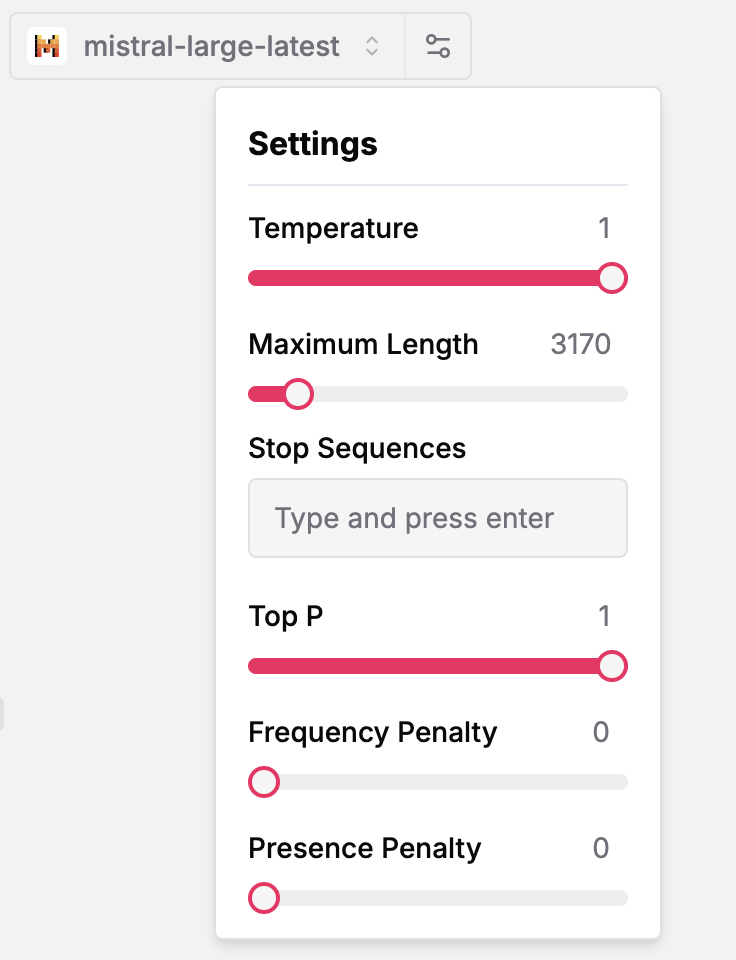 mistral-large-latest
Settings
Temperature 1
Maximum Length 3170
Stop Sequences
Type and press enter
Top P 1
Frequency Penalty 0
Presence Penalty 0